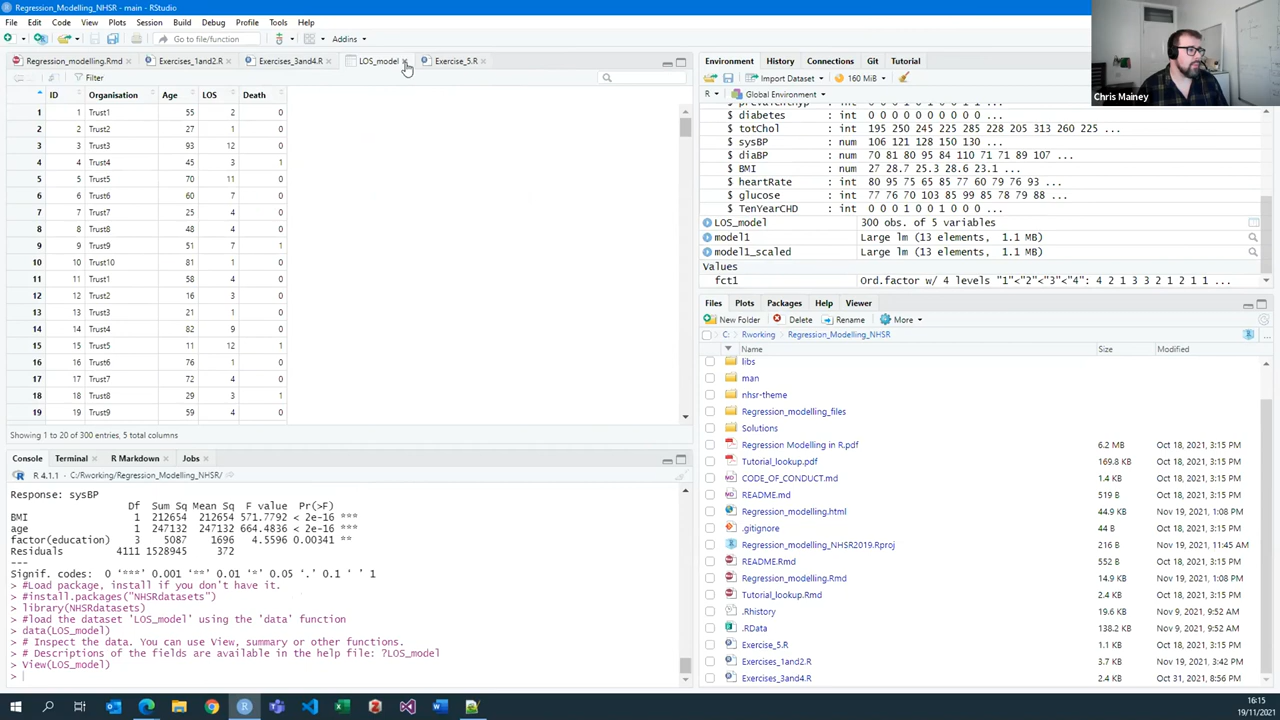 Regression_Modelling_NHSR - main - RStudio
File Edit Code View Plots Session Build Debug Profile Tools Help
Go to file/function Addins
Regression_modelling.Rmd Exercises_1and2.R Exercises_3and4.R LOS_model Exercise_5.R
Filter
ID Organisation Age LOS Death
1 1 Trust1 55 2 0
2 2 Trust2 27 1 0
3 3 Trust3 93 12 0
4 4 Trust4 45 3 1
5 5 Trust5 70 11 0
6 6 Trust6 60 7 0
7 7 Trust7 25 4 0
8 8 Trust8 48 4 0
9 9 Trust9 51 7 1
10 10 Trust10 81 1 0
11 11 Trust1 58 4 0
12 12 Trust2 16 3 0
13 13 Trust3 21 1 0
14 14 Trust4 82 9 0
15 15 Trust5 11 12 1
16 16 Trust6 76 1 0
17 17 Trust7 72 4 0
18 18 Trust8 29 3 1
19 19 Trust9 59 4 0
Showing 1 to 20 of 300 entries, 5 total columns
Console Terminal R Markdown Jobs
R 4.1.1 · C:/Rworking/Regression_Modelling_NHSR/
Response: sysBP
Df Sum Sq Mean Sq F value Pr(>F)
BMI 1 212654 212654 571.7792 < 2e-16 ***
age 1 247132 247132 664.4836 < 2e-16 ***
factor(education) 3 5087 1696 4.5596 0.00341 **
Residuals 4111 1528945 372
---
Signif. codes: 0 ‘***’ 0.001 ‘**’ 0.01 ‘*’ 0.05 ‘.’ 0.1 ‘ ’ 1
> #Load package, install if you don't have it.
> #install.packages("NHSRdatasets")
> library(NHSRdatasets)
> #load the dataset 'LOS_model' using the 'data' function
> data(LOS_model)
> # Inspect the data. You can use View, summary or other functions.
> # Descriptions of the fields are available in the help file: ?LOS_model
> View(LOS_model)
>
Environment History Connections Git Tutorial
Import Dataset 160 MiB
R Global Environment
$ prevalentHyp : int 0 0 0 1 0 1 0 0 1 1 ...
$ diabetes : int 0 0 0 0 0 0 0 0 0 0 ...
$ totChol : int 195 250 245 225 285 228 205 313 260 225 ...
$ sysBP : num 106 121 128 150 130 ...
$ diaBP : num 70 81 80 95 84 110 71 71 89 107 ...
$ BMI : num 27 28.7 25.3 28.6 23.1 ...
$ heartRate : int 80 95 75 65 85 77 60 79 76 93 ...
$ glucose : int 77 76 70 103 85 99 85 78 79 88 ...
$ TenYearCHD : int 0 0 0 1 0 0 1 0 0 0 ...
LOS_model 300 obs. of 5 variables
model1 Large lm (13 elements, 1.1 MB)
model1_scaled Large lm (13 elements, 1.1 MB)
Values
fct1 Ord.factor w/ 4 levels "1"<"2"<"3"<"4": 4 2 1 3 3 2 1 2 1 1 ...
Files Plots Packages Help Viewer
New Folder Delete Rename More
C: Rworking Regression_Modelling_NHSR
Name Size Modified
libs
man
nhsr-theme
Regression_modelling_files
Solutions
Regression Modelling in R.pdf 6.2 MB Oct 18, 2021, 3:15 PM
Tutorial_lookup.pdf 169.8 KB Oct 18, 2021, 3:15 PM
CODE_OF_CONDUCT.md 1.4 KB Oct 18, 2021, 3:15 PM
README.md 519 B Oct 18, 2021, 3:15 PM
Regression_modelling.html 44.9 KB Nov 19, 2021, 1:08 PM
.gitignore 44 B Nov 19, 2021, 1:08 PM
Regression_modelling_NHSR2019.Rproj 216 B Nov 19, 2021, 11:45 AM
README.Rmd 552 B Oct 18, 2021, 3:15 PM
Regression_modelling.Rmd 14.9 KB Nov 19, 2021, 1:08 PM
Tutorial_lookup.Rmd 2.4 KB Oct 18, 2021, 3:15 PM
.Rhistory 19.6 KB Nov 9, 2021, 9:52 AM
.RData 138.2 KB Nov 9, 2021, 9:52 AM
Exercise_5.R 644 B Oct 18, 2021, 3:15 PM
Exercises_1and2.R 3.7 KB Nov 19, 2021, 3:42 PM
Exercises_3and4.R 2.4 KB Oct 31, 2021, 8:56 PM
Chris Mainey
16:15
19/11/2021